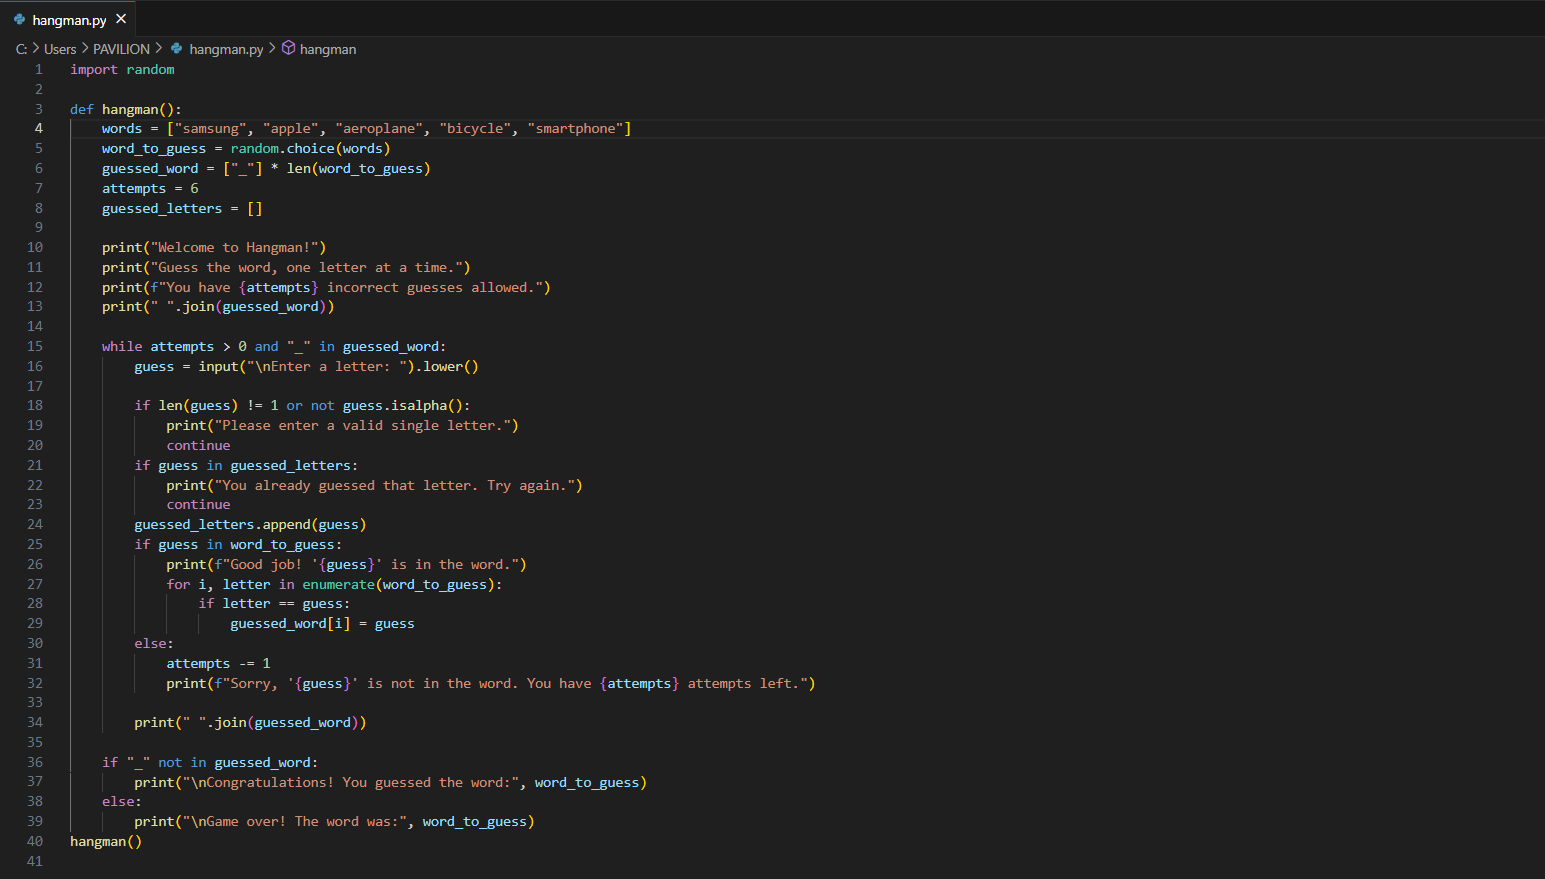 hangman.py
C: > Users > PAVILION > hangman.py > hangman
1 import random
2
3 def hangman():
4     words = ["samsung", "apple", "aeroplane", "bicycle", "smartphone"]
5     word_to_guess = random.choice(words)
6     guessed_word = ["_"] * len(word_to_guess)
7     attempts = 6
8     guessed_letters = []
9
10     print("Welcome to Hangman!")
11     print("Guess the word, one letter at a time.")
12     print(f"You have {attempts} incorrect guesses allowed.")
13     print(" ".join(guessed_word))
14
15     while attempts > 0 and "_" in guessed_word:
16         guess = input("\nEnter a letter: ").lower()
17
18         if len(guess) != 1 or not guess.isalpha():
19             print("Please enter a valid single letter.")
20             continue
21         if guess in guessed_letters:
22             print("You already guessed that letter. Try again.")
23             continue
24         guessed_letters.append(guess)
25         if guess in word_to_guess:
26             print(f"Good job! '{guess}' is in the word.")
27             for i, letter in enumerate(word_to_guess):
28                 if letter == guess:
29                     guessed_word[i] = guess
30         else:
31             attempts -= 1
32             print(f"Sorry, '{guess}' is not in the word. You have {attempts} attempts left.")
33
34         print(" ".join(guessed_word))
35
36     if "_" not in guessed_word:
37         print("\nCongratulations! You guessed the word:", word_to_guess)
38     else:
39         print("\nGame over! The word was:", word_to_guess)
40 hangman()
41